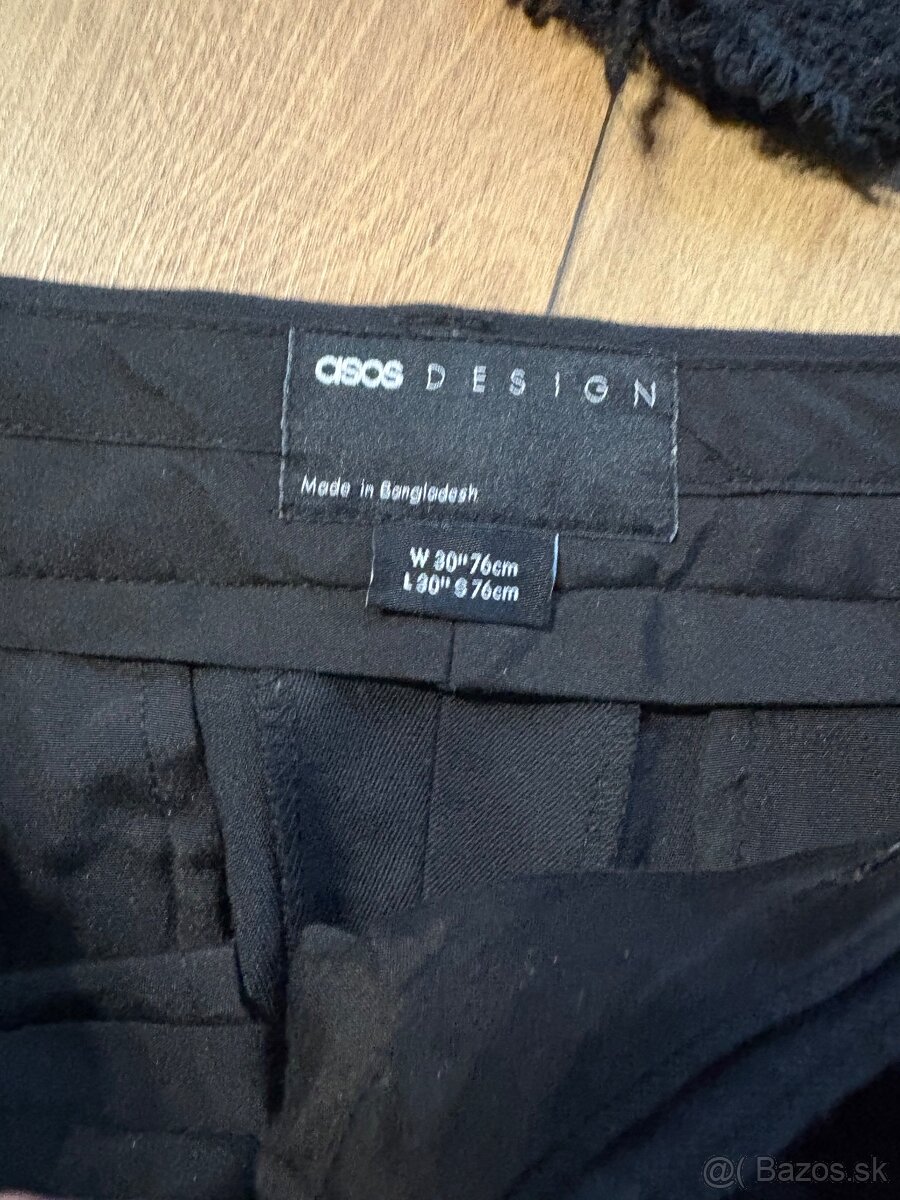 asos DESIGN
Made in Bangladesh
W 30" 76cm
L 30" S 76cm
@( Bazos.sk